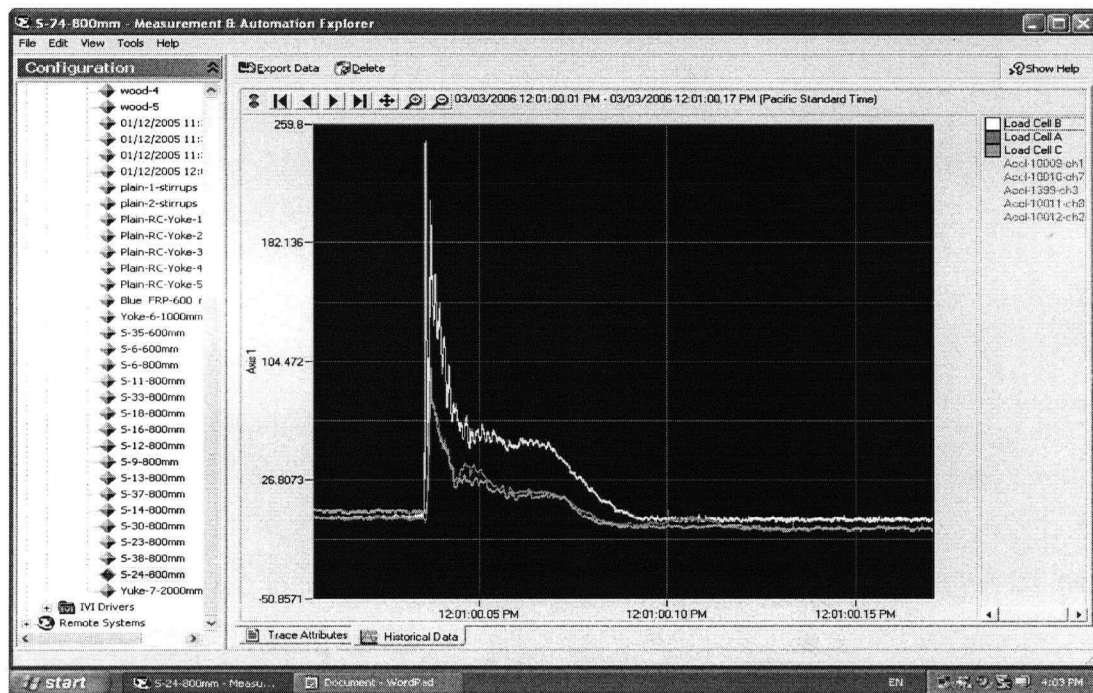 S-24-800mm - Measurement & Automation Explorer
File Edit View Tools Help
Configuration
Export Data Delete Show Help
wood-4
wood-5
01/12/2005 11:
01/12/2005 11:
01/12/2005 11:
01/12/2005 12:
plain-1-stirrups
plain-2-stirrups
Plain-RC-Yoke-1
Plain-RC-Yoke-2
Plain-RC-Yoke-3
Plain-RC-Yoke-4
Plain-RC-Yoke-5
Blue FRP-600
Yoke-6-1000mm
S-35-600mm
S-6-600mm
S-6-800mm
S-11-800mm
S-33-800mm
S-18-800mm
S-16-800mm
S-12-800mm
S-9-800mm
S-13-800mm
S-37-800mm
S-14-800mm
S-30-800mm
S-23-800mm
S-38-800mm
S-24-800mm
Yuke-7-2000mm
IVI Drivers
Remote Systems
03/03/2006 12:01:00.01 PM - 03/03/2006 12:01:00.17 PM (Pacific Standard Time)
259.8
182.136
104.472
26.8073
-50.8571
Axis 1
12:01:00.05 PM 12:01:00.10 PM 12:01:00.15 PM
Load Cell B
Load Cell A
Load Cell C
Accl-10009-ch1
Accl-10010-ch7
Accl-1399-ch3
Accl-10011-ch8
Accl-10012-ch2
Trace Attributes Historical Data
start S-24-800mm - Measu... Document - WordPad EN 4:03 PM